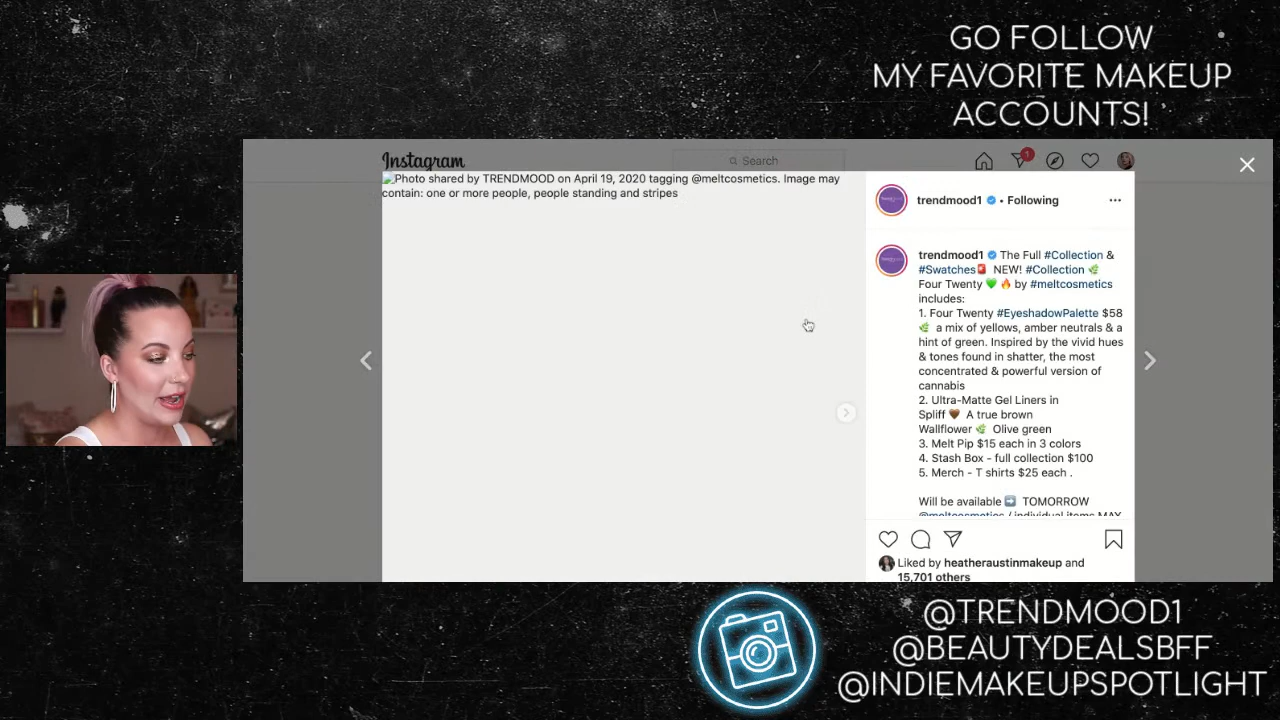 GO FOLLOW
MY FAVORITE MAKEUP
ACCOUNTS!
Instagram
Search
1
Photo shared by TRENDMOOD on April 19, 2020 tagging @meltcosmetics. Image may
contain: one or more people, people standing and stripes
trendmood1 • Following
trendmood1 The Full #Collection &
#Swatches🚨 NEW! #Collection 🌿
Four Twenty 💚 🔥 by #meltcosmetics
includes:
1. Four Twenty #EyeshadowPalette $58
🌿 a mix of yellows, amber neutrals & a
hint of green. Inspired by the vivid hues
& tones found in shatter, the most
concentrated & powerful version of
cannabis
2. Ultra-Matte Gel Liners in
Spliff 🤎 A true brown
Wallflower 🌿 Olive green
3. Melt Pip $15 each in 3 colors
4. Stash Box - full collection $100
5. Merch - T shirts $25 each .
Will be available ➡️ TOMORROW
@meltcosmetics / individual items MAY
Liked by heatheraustinmakeup and
15,701 others
@TRENDMOOD1
@BEAUTYDEALSBFF
@INDIEMAKEUPSPOTLIGHT